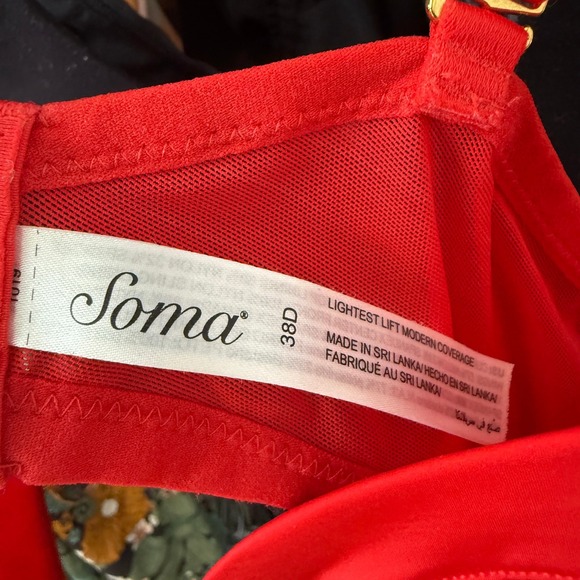 1019
Soma®
38D
LIGHTEST LIFT MODERN COVERAGE
MADE IN SRI LANKA/ HECHO EN SRI LANKA/
FABRIQUÉ AU SRI LANKA/
صنع في سريلانكا